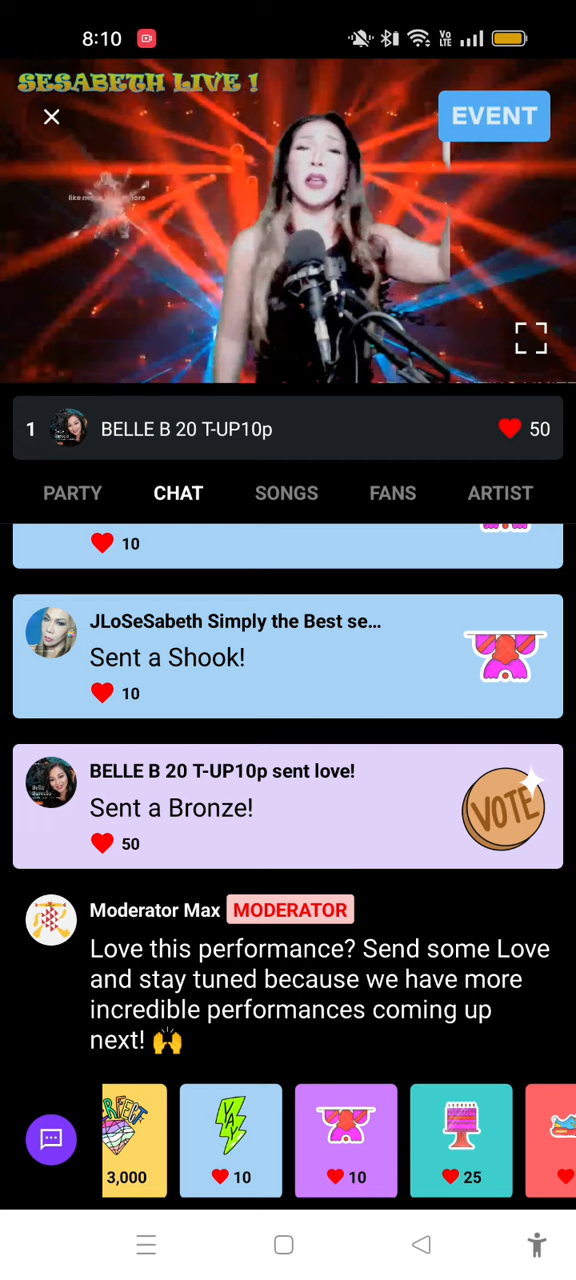 8:10
Vo
LTE
SESABETH LIVE !
EVENT
1 BELLE B 20 T-UP10p 50
PARTY CHAT SONGS FANS ARTIST
10
JLoSeSabeth Simply the Best se...
Sent a Shook!
10
BELLE B 20 T-UP10p sent love!
Sent a Bronze!
VOTE
50
Moderator Max MODERATOR
Love this performance? Send some Love
and stay tuned because we have more
incredible performances coming up
next! 🙌
YAY
3,000 10 10 25